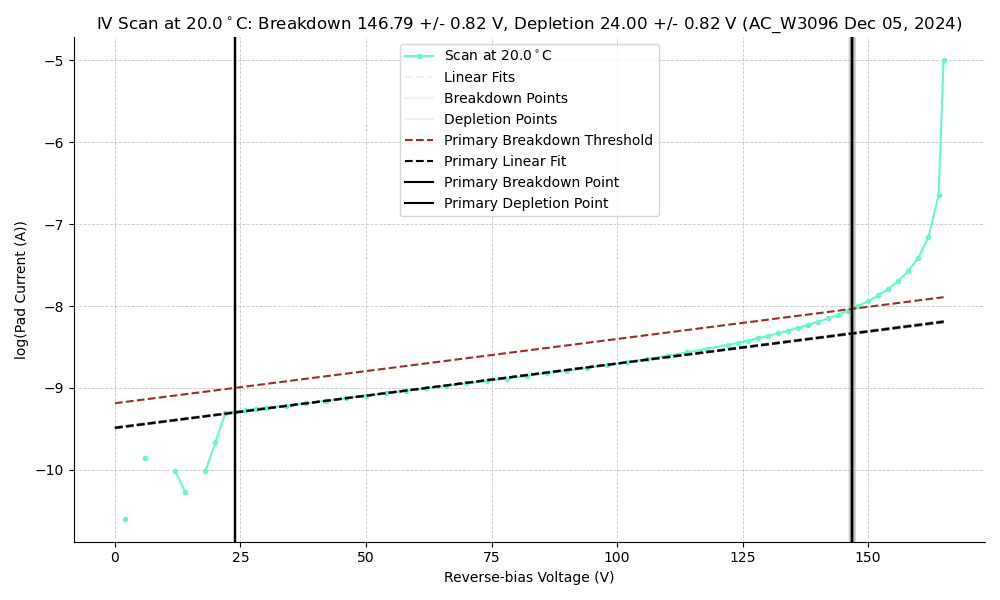 IV Scan at 20.0°C: Breakdown 146.79 +/- 0.82 V, Depletion 24.00 +/- 0.82 V (AC_W3096 Dec 05, 2024)
Scan at 20.0°C
Linear Fits
Breakdown Points
Depletion Points
Primary Breakdown Threshold
Primary Linear Fit
Primary Breakdown Point
Primary Depletion Point
log(Pad Current (A))
−5
−6
−7
−8
−9
−10
0 25 50 75 100 125 150
Reverse-bias Voltage (V)